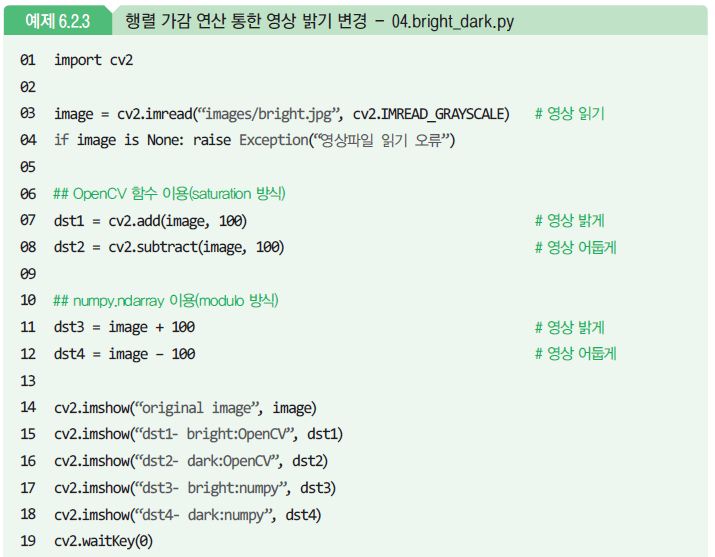 예제 6.2.3 행렬 가감 연산 통한 영상 밝기 변경 - 04.bright_dark.py
01 import cv2
02
03 image = cv2.imread(“images/bright.jpg”, cv2.IMREAD_GRAYSCALE) # 영상 읽기
04 if image is None: raise Exception(“영상파일 읽기 오류”)
05
06 ## OpenCV 함수 이용(saturation 방식)
07 dst1 = cv2.add(image, 100) # 영상 밝게
08 dst2 = cv2.subtract(image, 100) # 영상 어둡게
09
10 ## numpy.ndarray 이용(modulo 방식)
11 dst3 = image + 100 # 영상 밝게
12 dst4 = image - 100 # 영상 어둡게
13
14 cv2.imshow(“original image”, image)
15 cv2.imshow(“dst1- bright:OpenCV”, dst1)
16 cv2.imshow(“dst2- dark:OpenCV”, dst2)
17 cv2.imshow(“dst3- bright:numpy”, dst3)
18 cv2.imshow(“dst4- dark:numpy”, dst4)
19 cv2.waitKey(0)